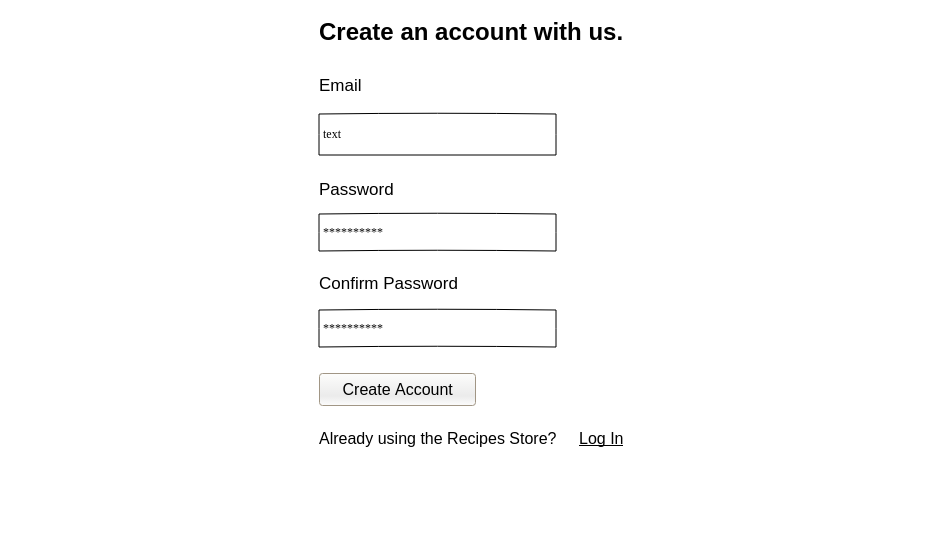 Create an account with us.
Email
text
Password
**********
Confirm Password
**********
Create Account
Already using the Recipes Store? Log In